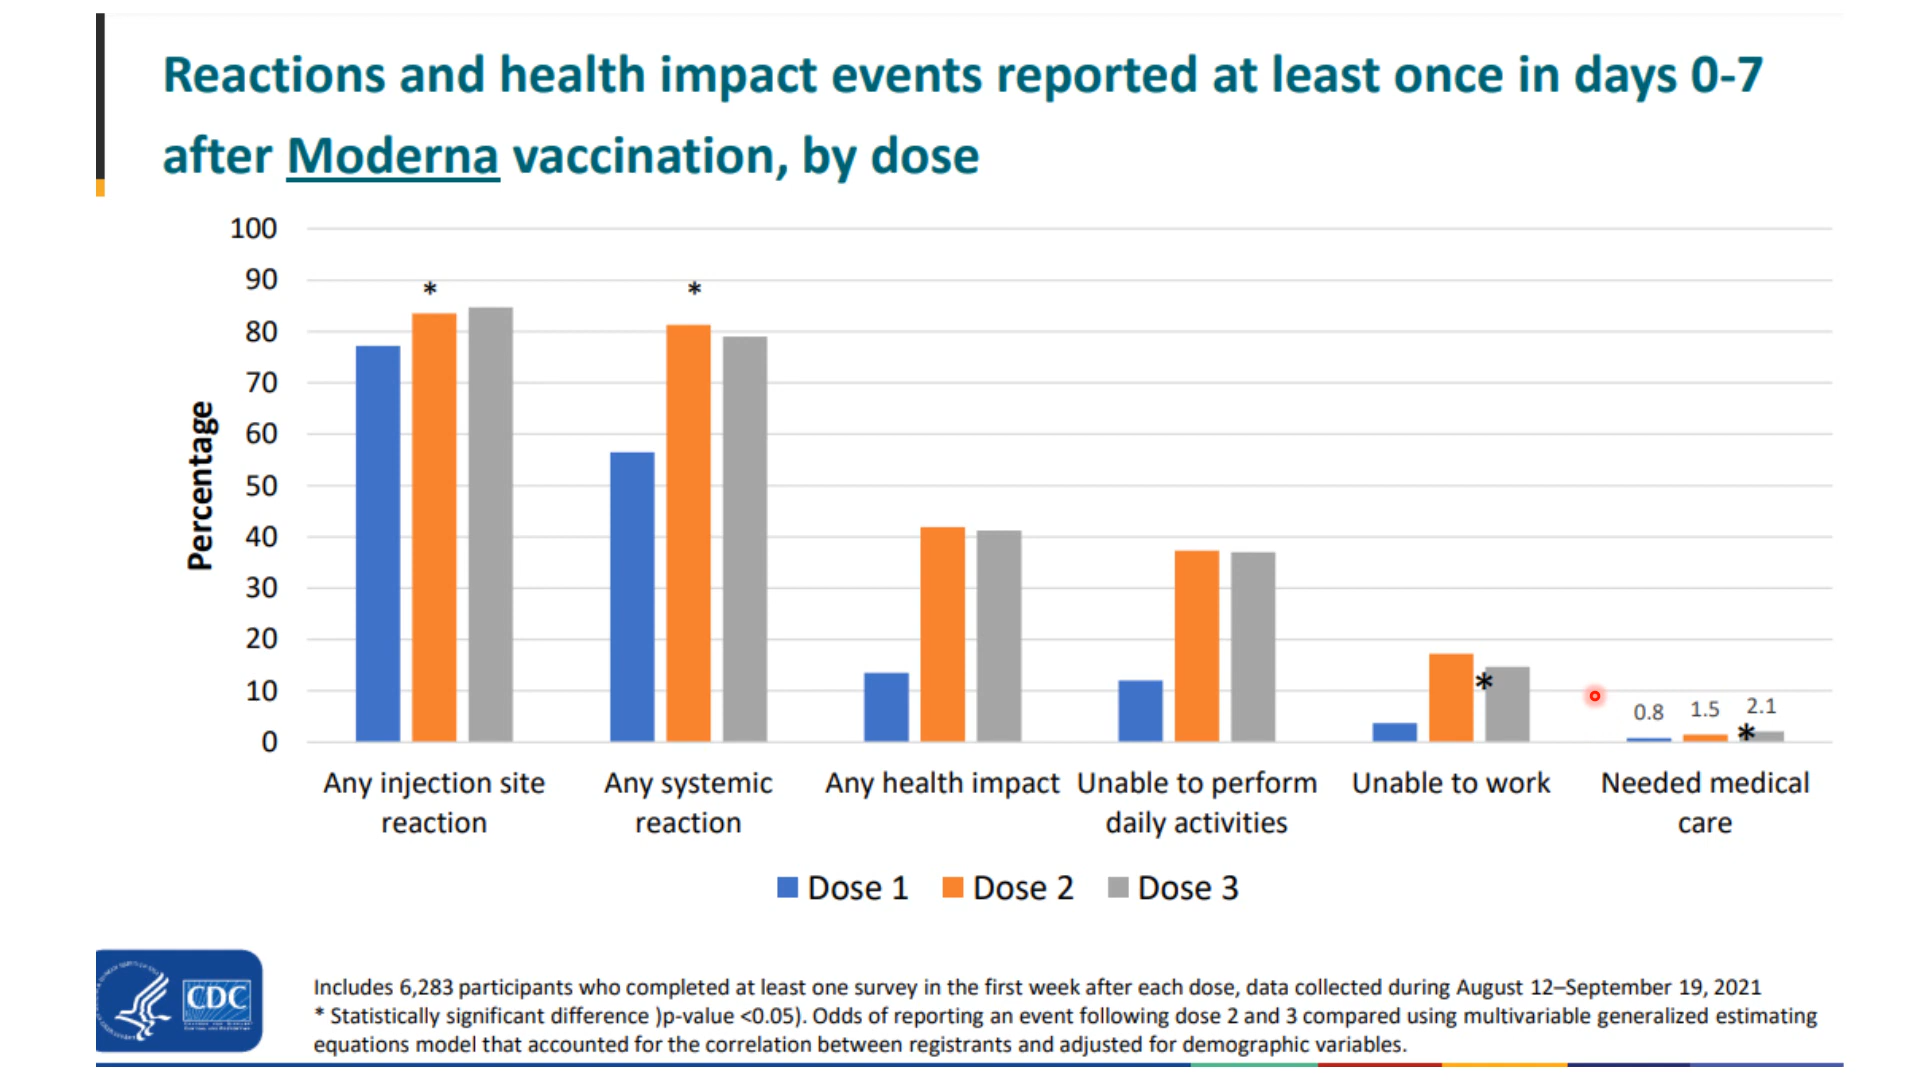 Reactions and health impact events reported at least once in days 0-7
after Moderna vaccination, by dose
100
90
80
70
60
50
40
30
20
10
0
Percentage
*
*
*
*
0.8
1.5
2.1
Any injection site
reaction
Any systemic
reaction
Any health impact
Unable to perform
daily activities
Unable to work
Needed medical
care
Dose 1
Dose 2
Dose 3
CDC
Includes 6,283 participants who completed at least one survey in the first week after each dose, data collected during August 12–September 19, 2021
* Statistically significant difference )p-value <0.05). Odds of reporting an event following dose 2 and 3 compared using multivariable generalized estimating
equations model that accounted for the correlation between registrants and adjusted for demographic variables.